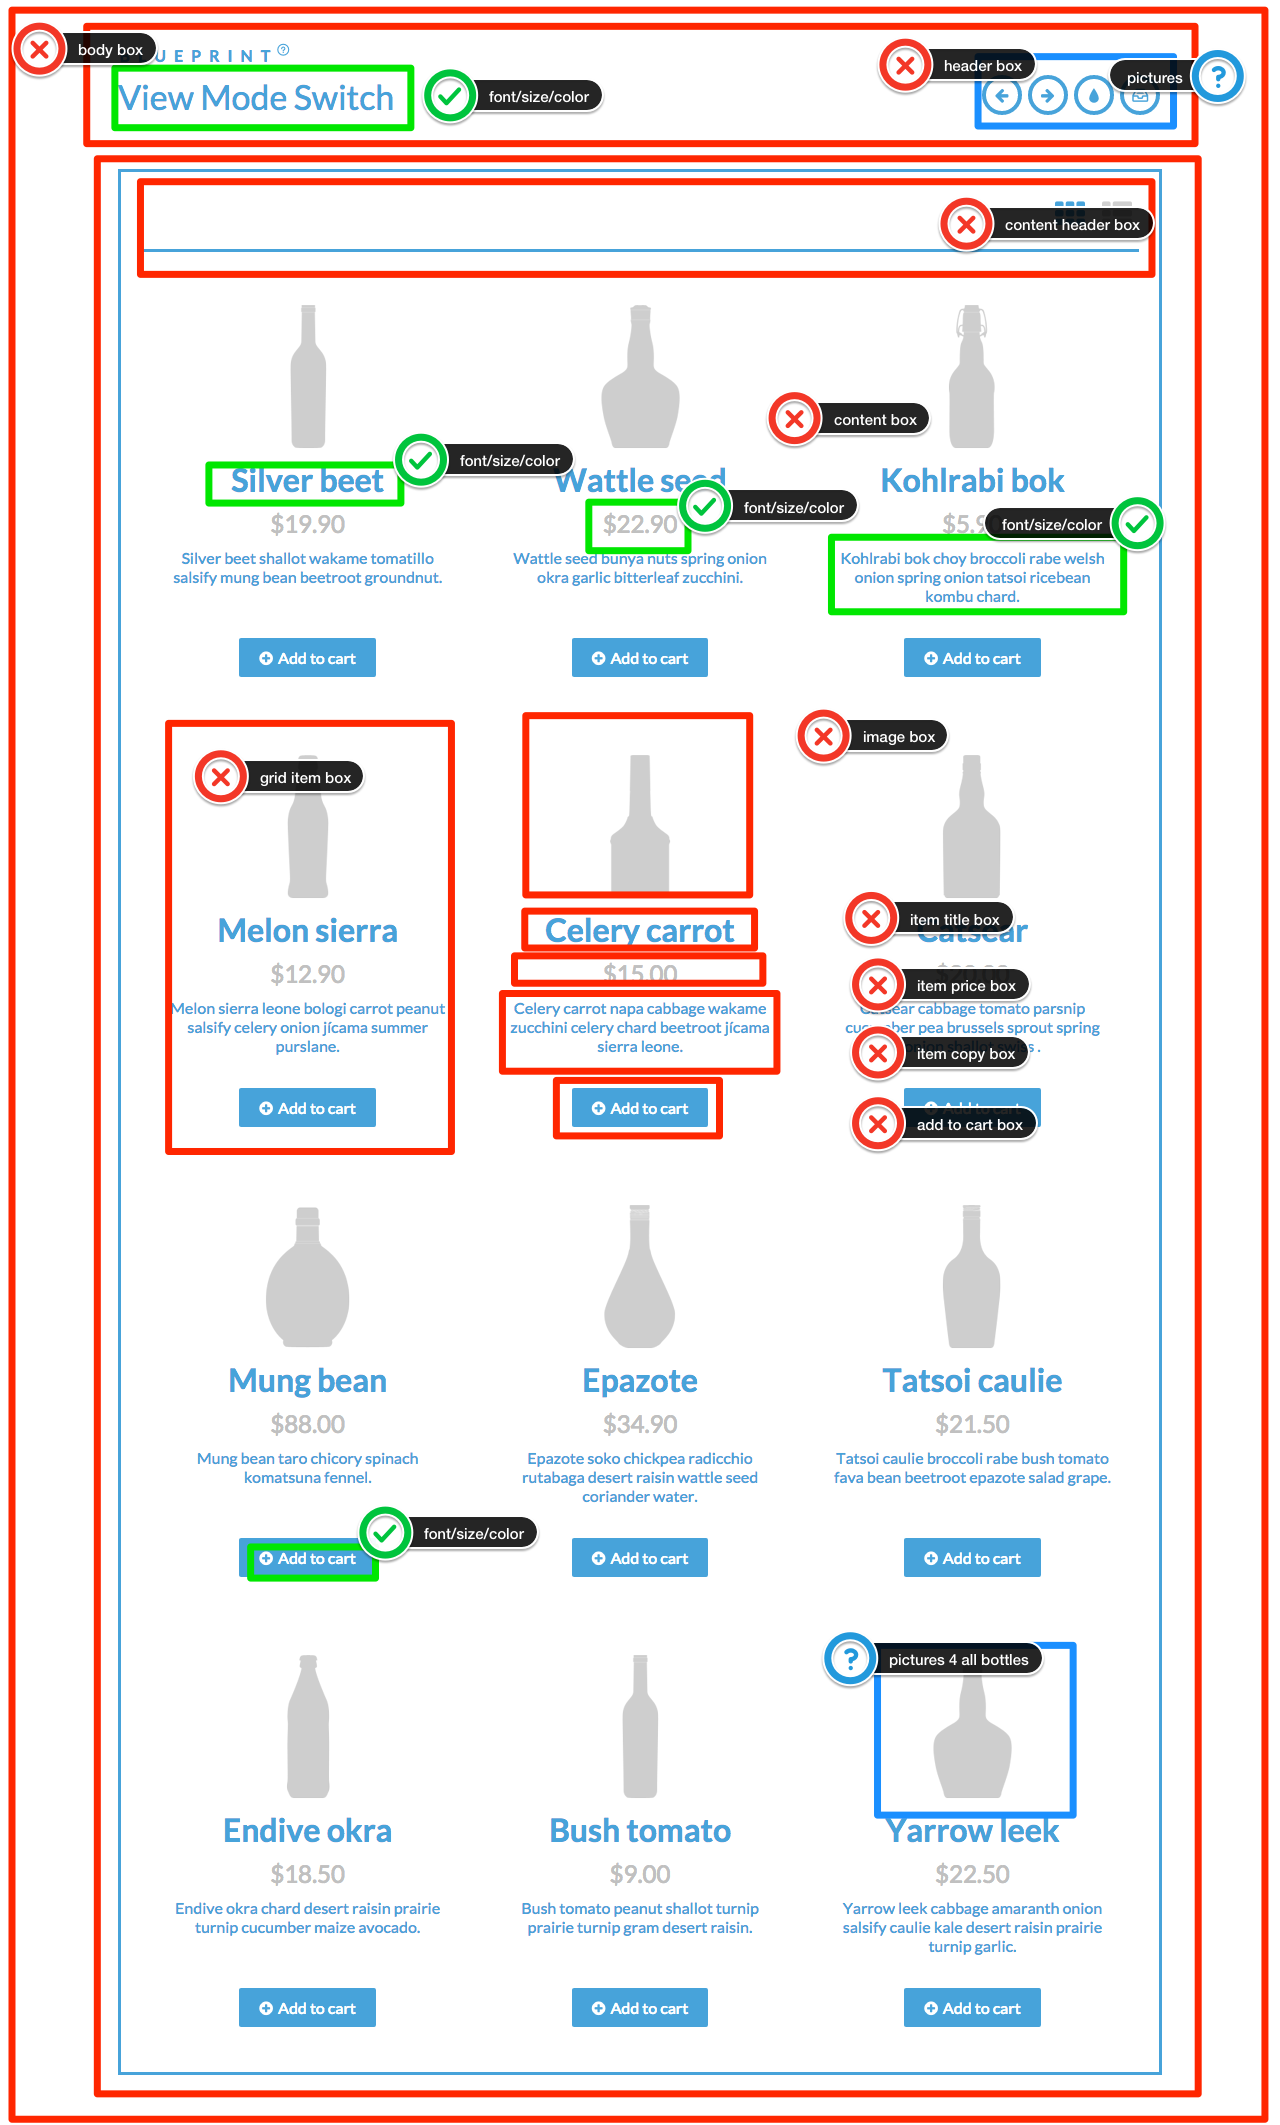 body box
UEPRINT
?
header box
pictures
?
View Mode Switch
font/size/color
content header box
content box
Silver beet
font/size/color
Wattle seed
Kohlrabi bok
$19.90
$22.90
font/size/color
$5.9
font/size/color
Silver beet shallot wakame tomatillo
salsify mung bean beetroot groundnut.
Wattle seed bunya nuts spring onion
okra garlic bitterleaf zucchini.
Kohlrabi bok choy broccoli rabe welsh
onion spring onion tatsoi ricebean
kombu chard.
Add to cart
Add to cart
Add to cart
grid item box
image box
Melon sierra
Celery carrot
item title box
Catsear
$12.90
$15.00
item price box
$20.00
Melon sierra leone bologi carrot peanut
salsify celery onion jícama summer
purslane.
Celery carrot napa cabbage wakame
zucchini celery chard beetroot jícama
sierra leone.
Catsear cabbage tomato parsnip
cucumber pea brussels sprout spring
onion shallot swiss .
item copy box
Add to cart
Add to cart
Add to cart
add to cart box
Mung bean
Epazote
Tatsoi caulie
$88.00
$34.90
$21.50
Mung bean taro chicory spinach
komatsuna fennel.
Epazote soko chickpea radicchio
rutabaga desert raisin wattle seed
coriander water.
Tatsoi caulie broccoli rabe bush tomato
fava bean beetroot epazote salad grape.
font/size/color
Add to cart
Add to cart
Add to cart
?
pictures 4 all bottles
Endive okra
Bush tomato
Yarrow leek
$18.50
$9.00
$22.50
Endive okra chard desert raisin prairie
turnip cucumber maize avocado.
Bush tomato peanut shallot turnip
prairie turnip gram desert raisin.
Yarrow leek cabbage amaranth onion
salsify caulie kale desert raisin prairie
turnip garlic.
Add to cart
Add to cart
Add to cart